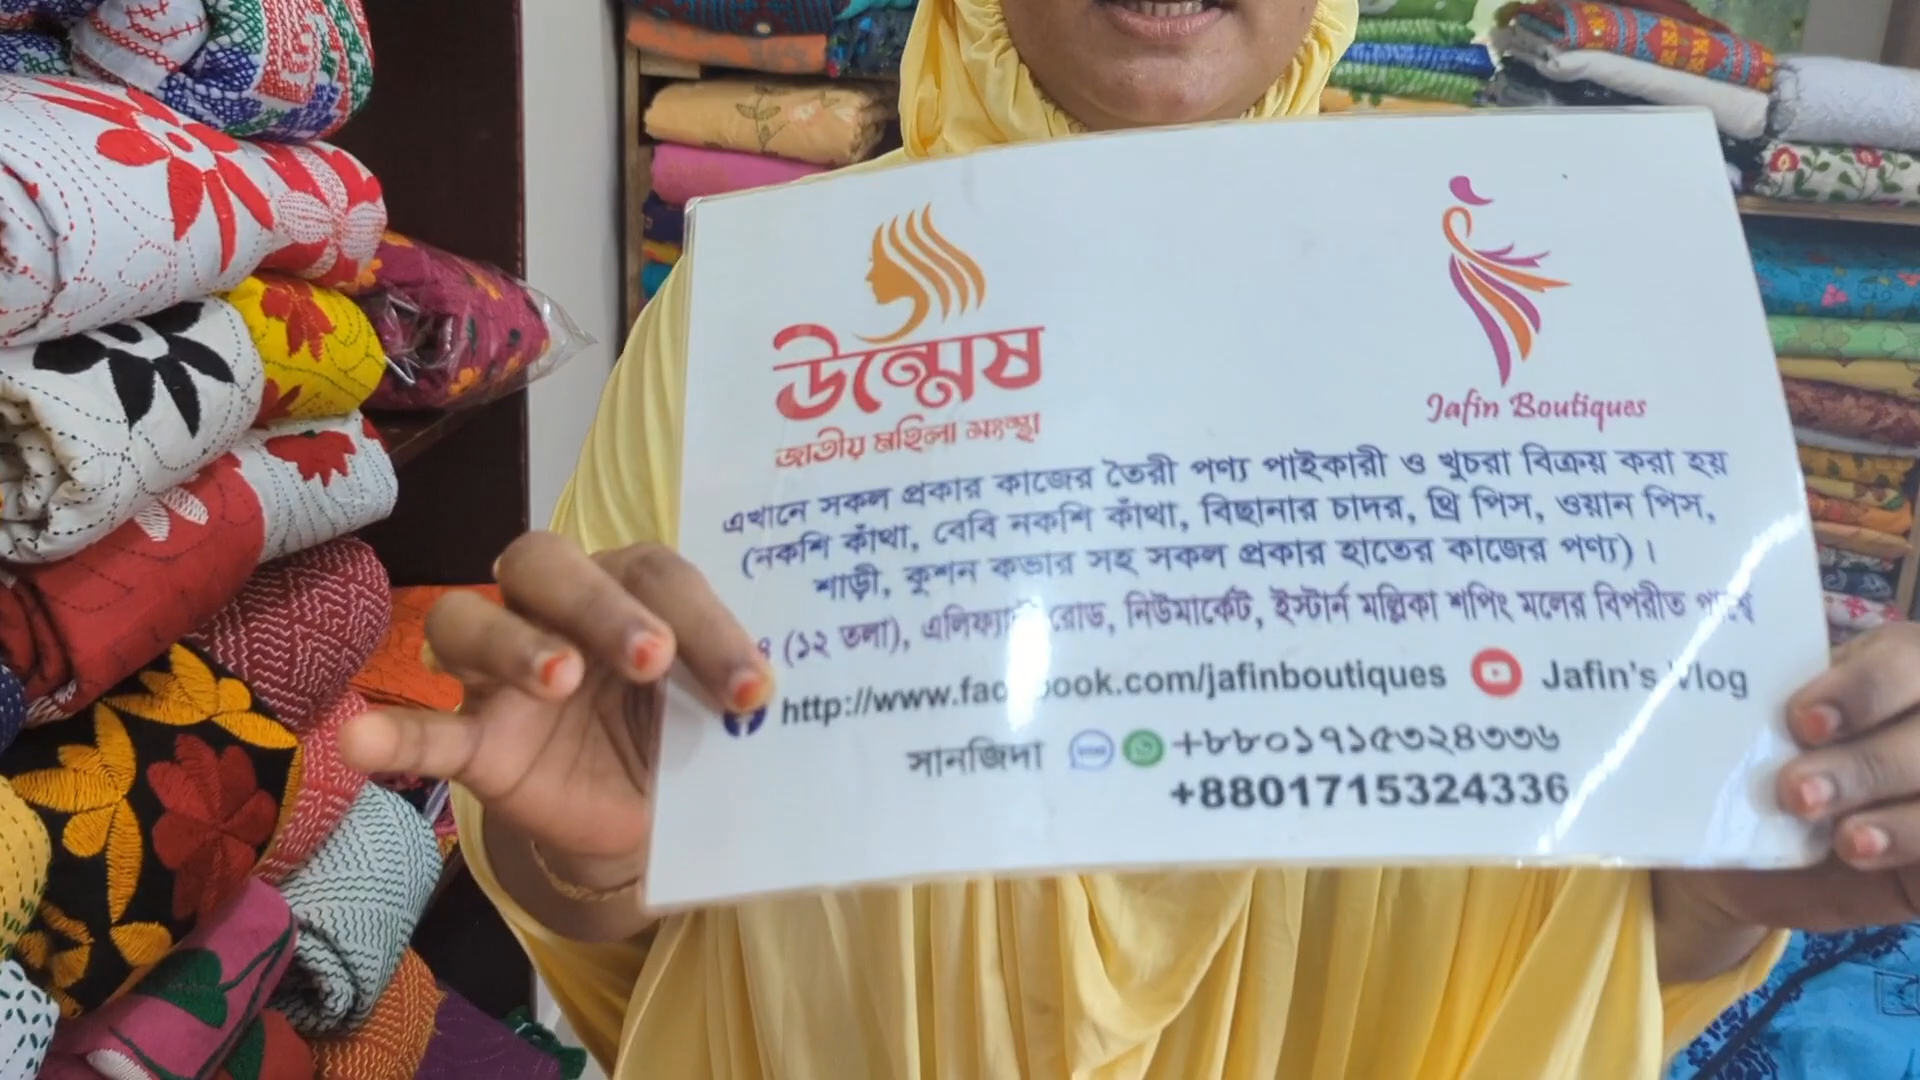 উন্মেষ
জাতীয় মহিলা সংস্থা
Jafin Boutiques
এখানে সকল প্রকার কাজের তৈরী পণ্য পাইকারী ও খুচরা বিক্রয় করা হয়
(নকশি কাঁথা, বেবি নকশি কাঁথা, বিছানার চাদর, থ্রি পিস, ওয়ান পিস,
শাড়ী, কুশন কভার সহ সকল প্রকার হাতের কাজের পণ্য)।
(১২ তলা), রোড, নিউমার্কেট, ইস্টার্ন মল্লিকা শপিং মলের বিপরীত
http://www.facebook.com/jafinboutiques Jafin's Vlog
সানজিদা +৮৮০১৭১৫৩২৪৩৩৬
+8801715324336